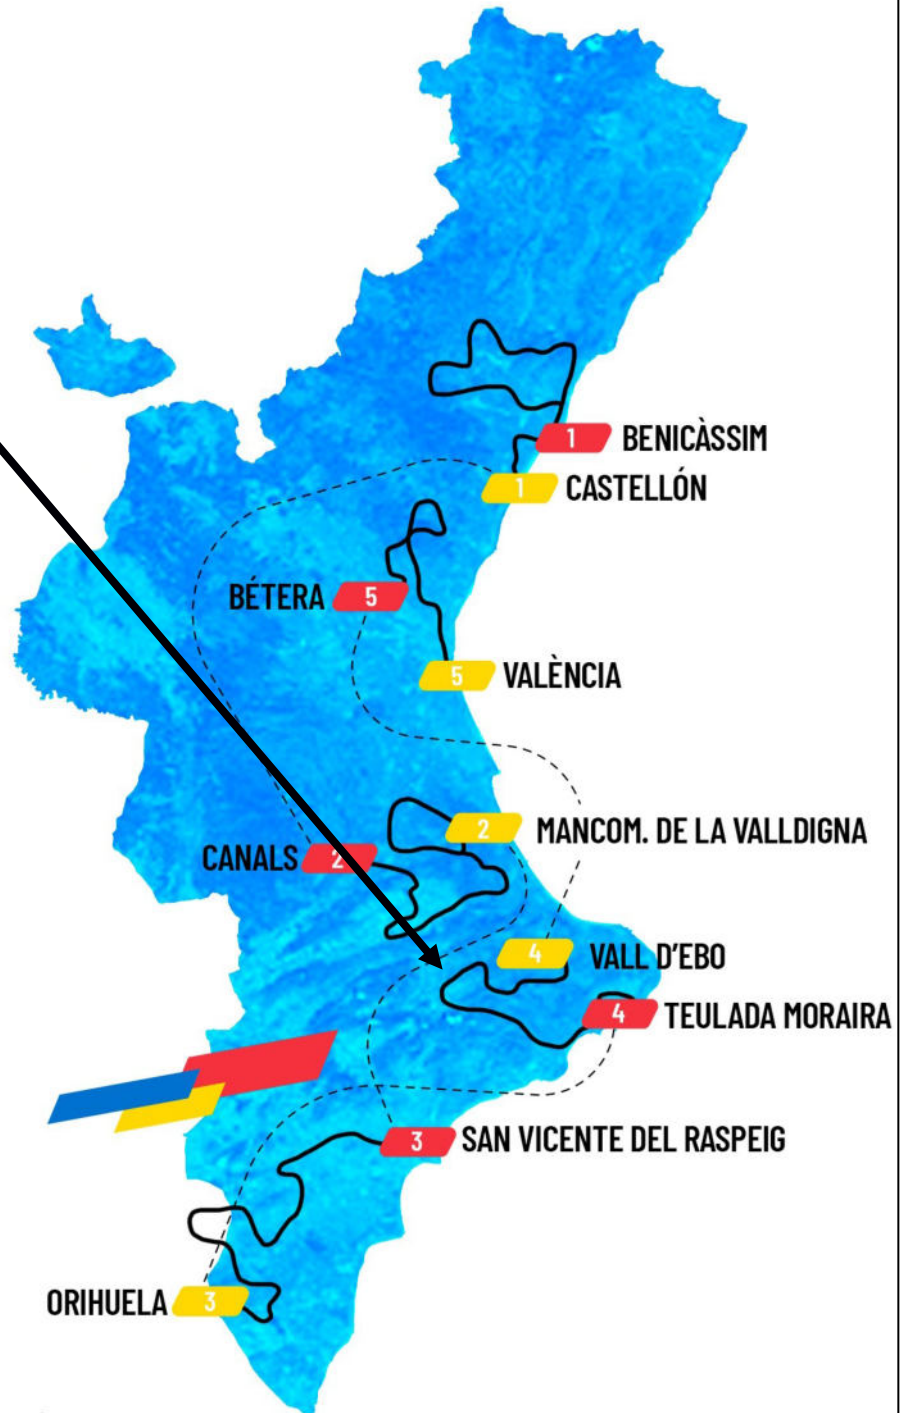 1 BENICÀSSIM
1 CASTELLÓN
BÉTERA 5
5 VALÈNCIA
2 MANCOM. DE LA VALLDIGNA
CANALS 2
4 VALL D'EBO
4 TEULADA MORAIRA
3 SAN VICENTE DEL RASPEIG
ORIHUELA 3